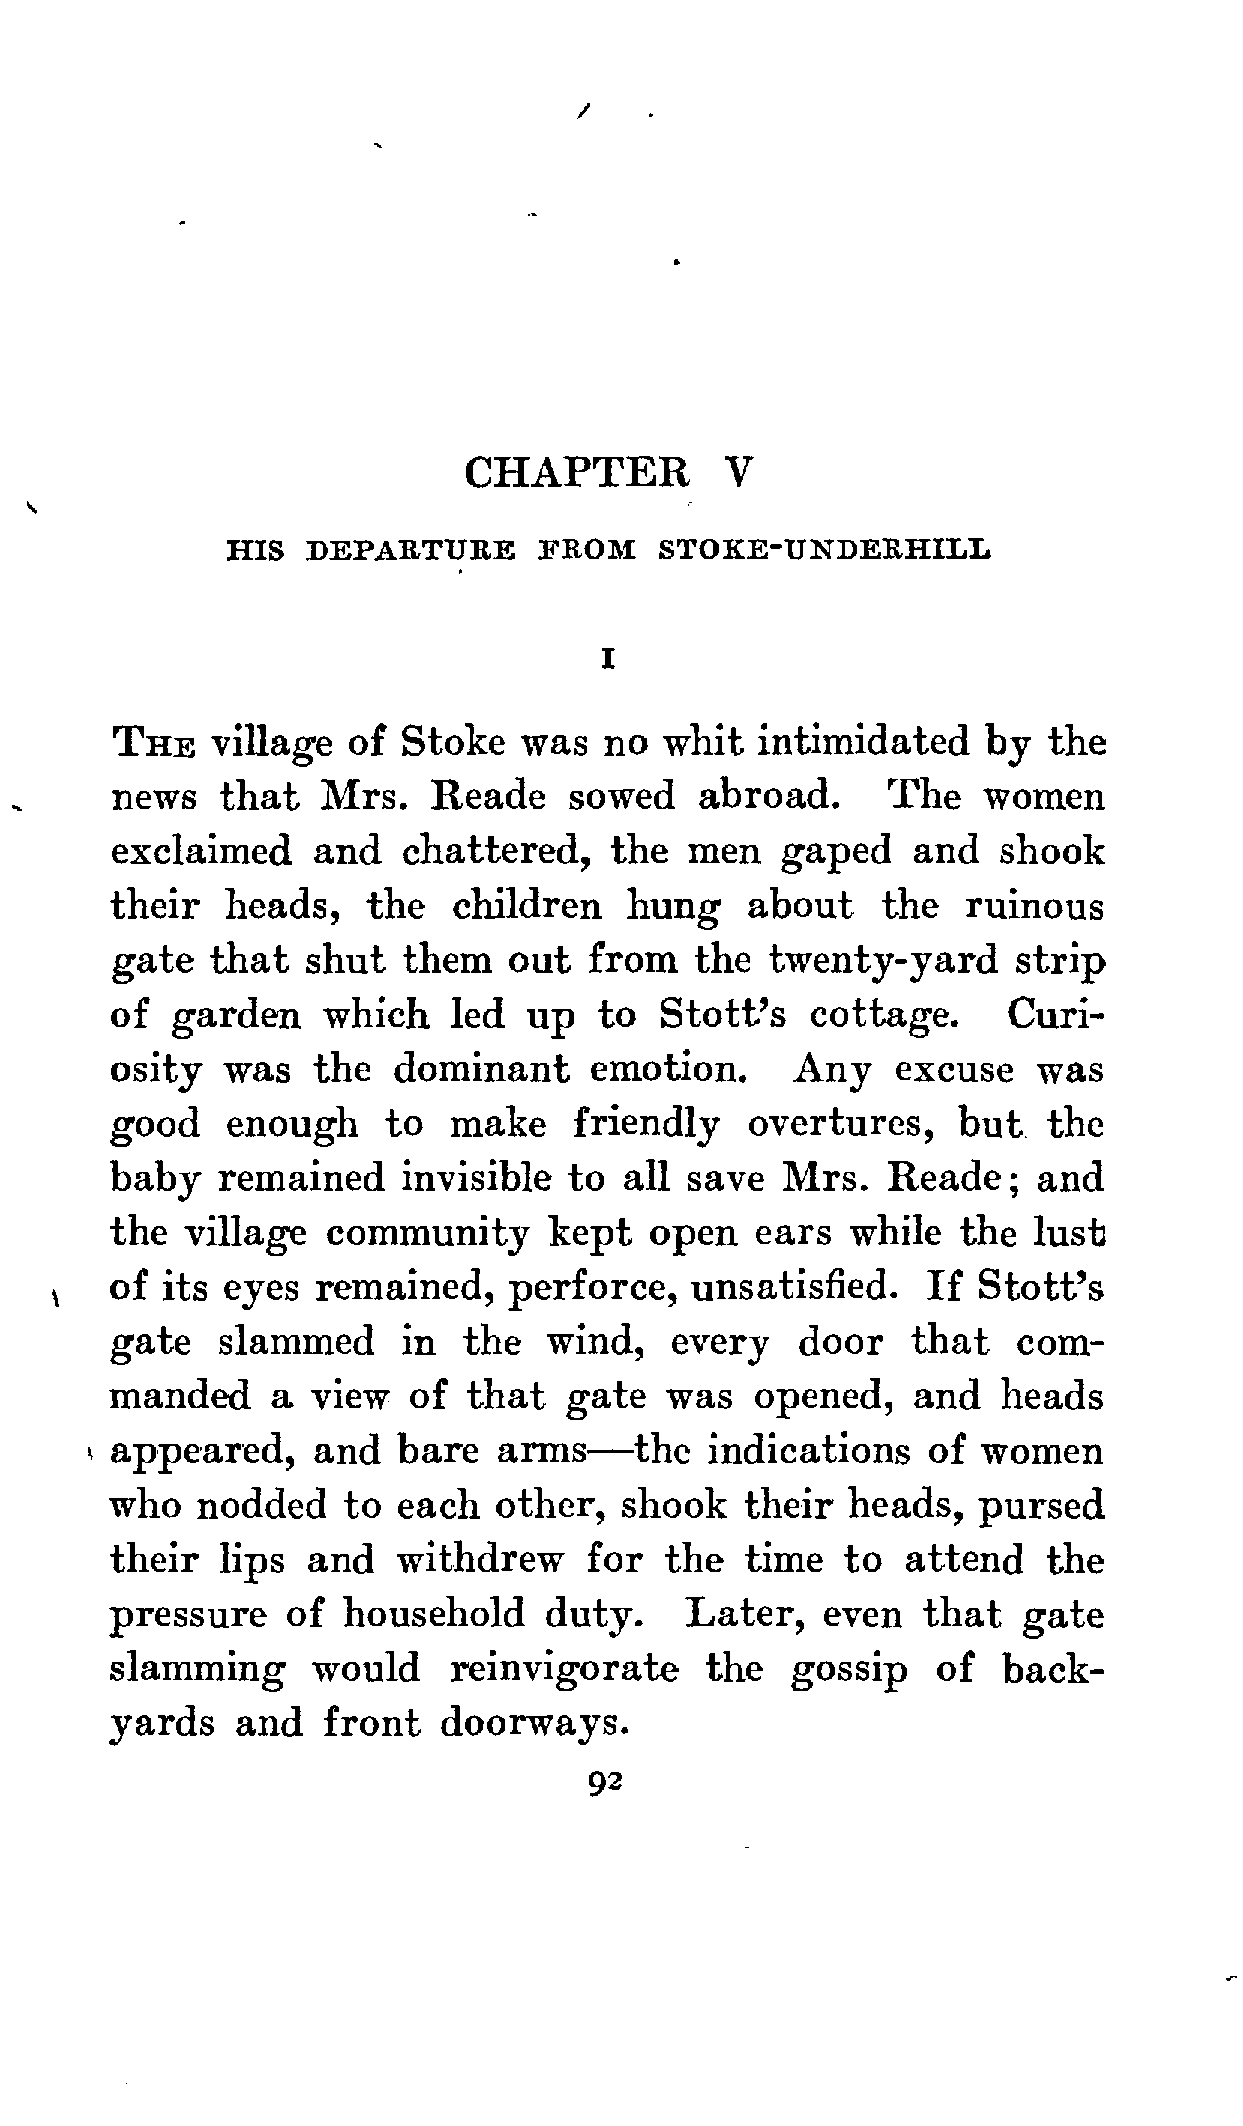 CHAPTER V
HIS DEPARTURE FROM STOKE-UNDERHILL
I
THE village of Stoke was no whit intimidated by the
news that Mrs. Reade sowed abroad. The women
exclaimed and chattered, the men gaped and shook
their heads, the children hung about the ruinous
gate that shut them out from the twenty-yard strip
of garden which led up to Stott's cottage. Curi-
osity was the dominant emotion. Any excuse was
good enough to make friendly overtures, but the
baby remained invisible to all save Mrs. Reade; and
the village community kept open ears while the lust
of its eyes remained, perforce, unsatisfied. If Stott's
gate slammed in the wind, every door that com-
manded a view of that gate was opened, and heads
appeared, and bare arms—the indications of women
who nodded to each other, shook their heads, pursed
their lips and withdrew for the time to attend the
pressure of household duty. Later, even that gate
slamming would reinvigorate the gossip of back-
yards and front doorways.
92